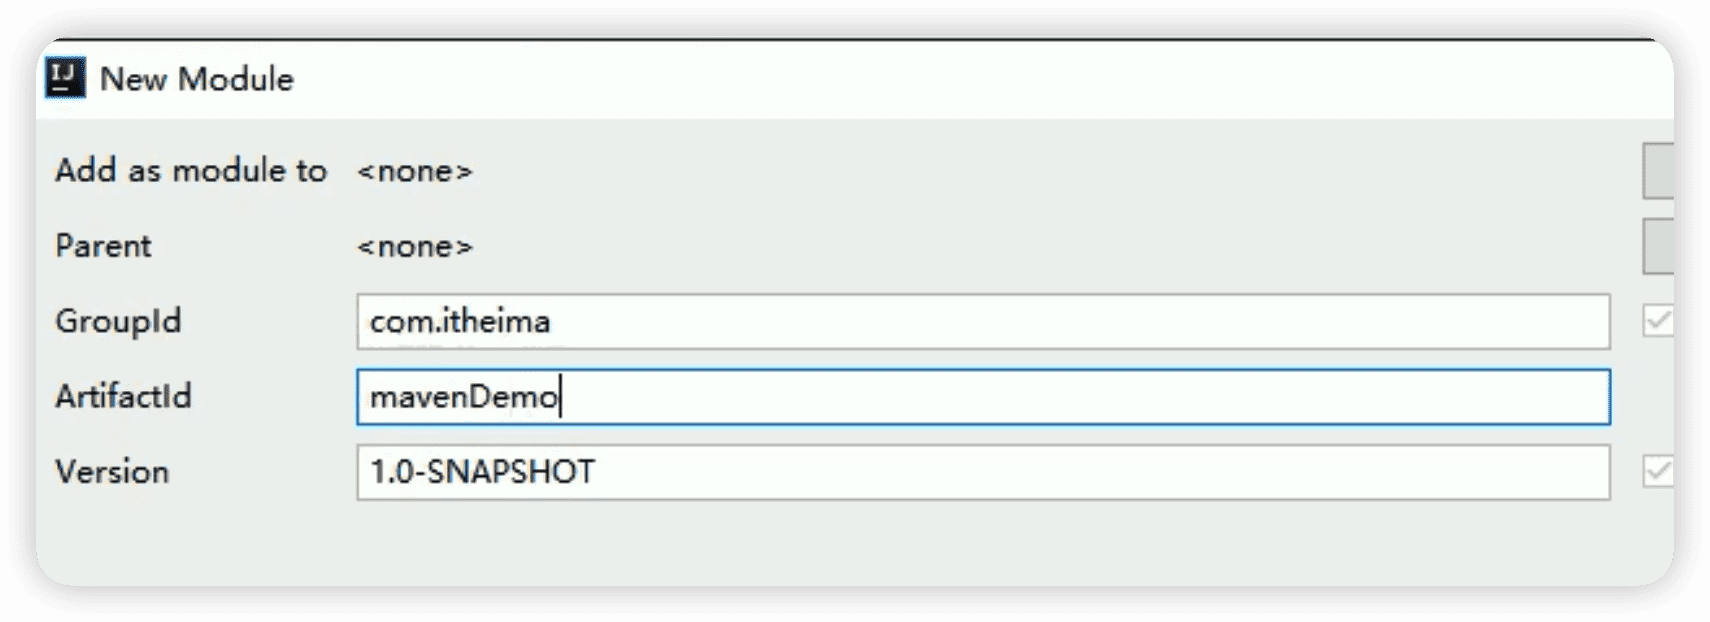 IJ New Module
Add as module to <none>
Parent <none>
GroupId com.itheima
ArtifactId mavenDemo
Version 1.0-SNAPSHOT